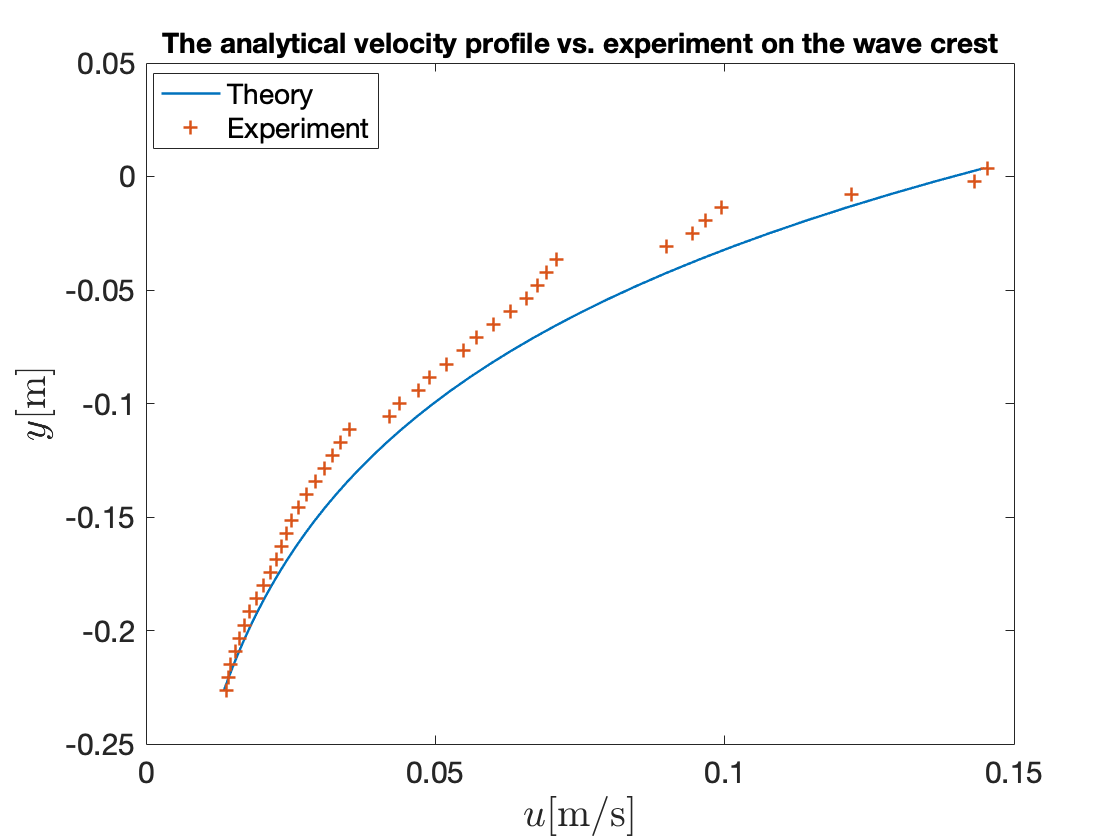 The analytical velocity profile vs. experiment on the wave crest
Theory
Experiment
0.05
0
-0.05
-0.1
-0.15
-0.2
-0.25
y[m]
0
0.05
0.1
0.15
u[m/s]